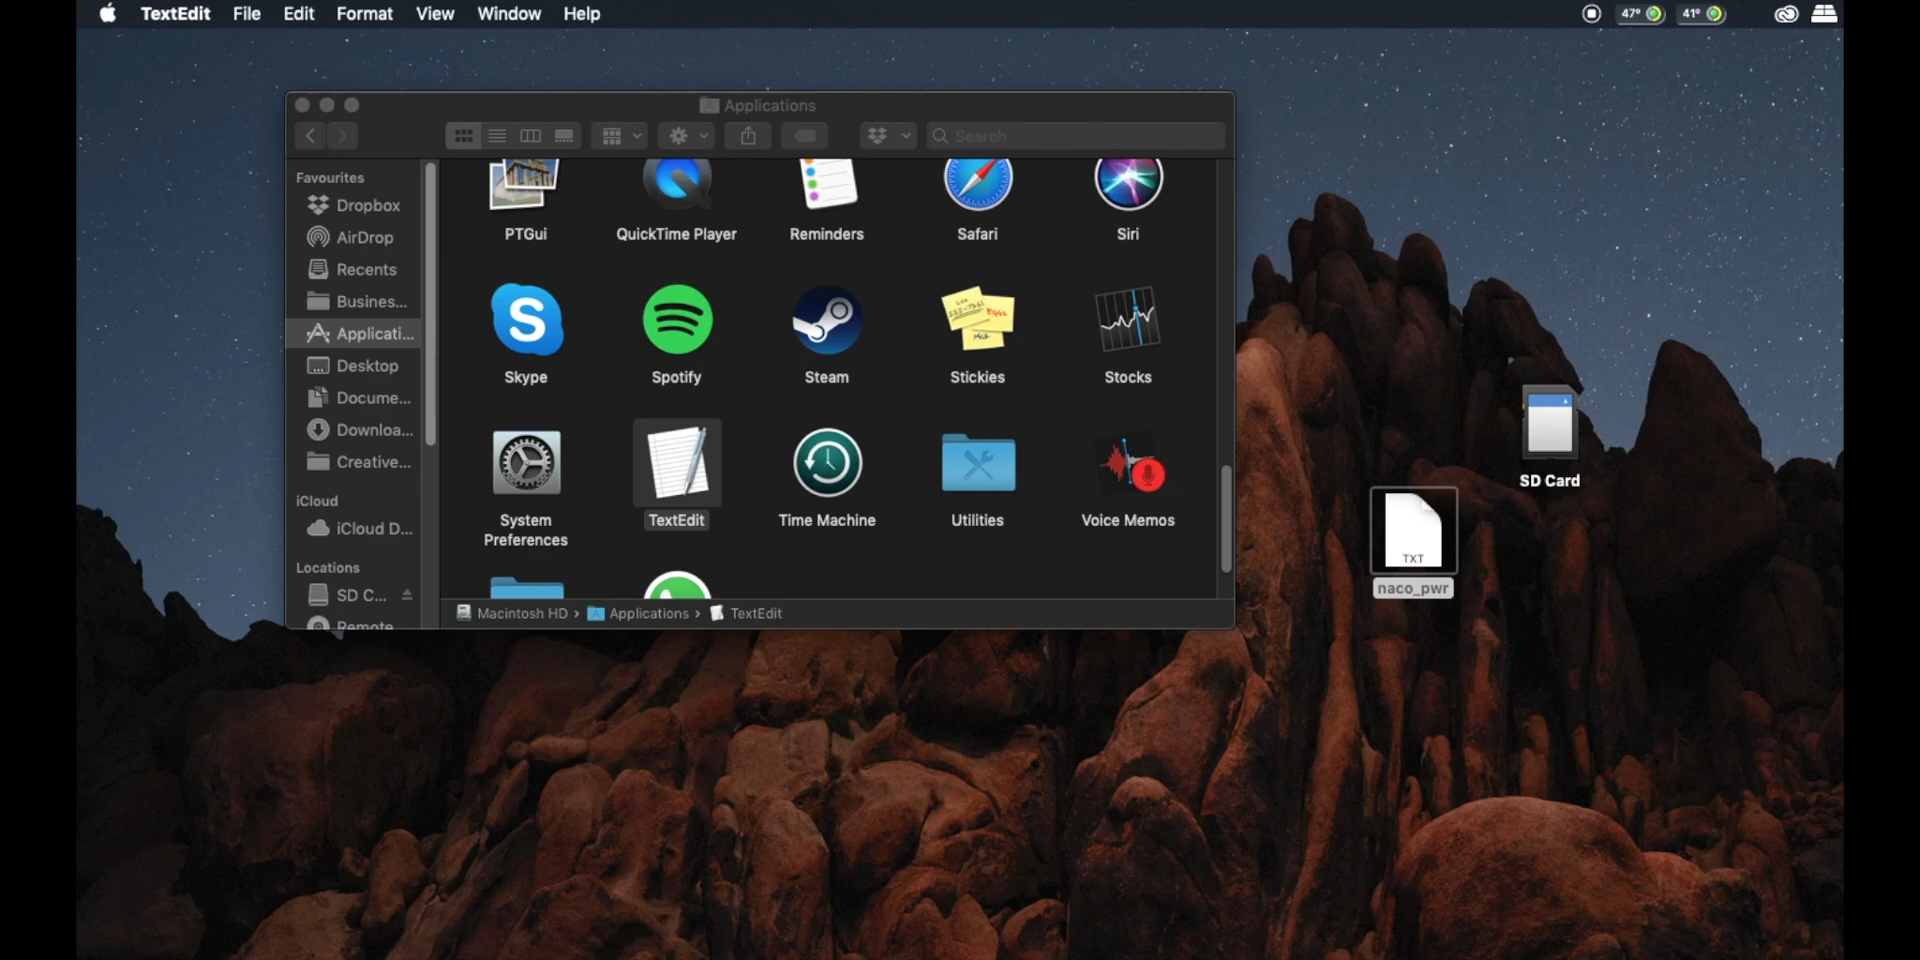 TextEdit File Edit Format View Window Help 47° 41°
Applications
Search
Favourites
Dropbox
AirDrop
Recents
Busines...
Applicati...
Desktop
Docume...
Downloa...
Creative...
iCloud
iCloud D...
Locations
SD C...
Remote
PTGui QuickTime Player Reminders Safari Siri
Skype Spotify Steam Stickies Stocks
System Preferences TextEdit Time Machine Utilities Voice Memos
Macintosh HD › Applications › TextEdit
SD Card
TXT
naco_pwr